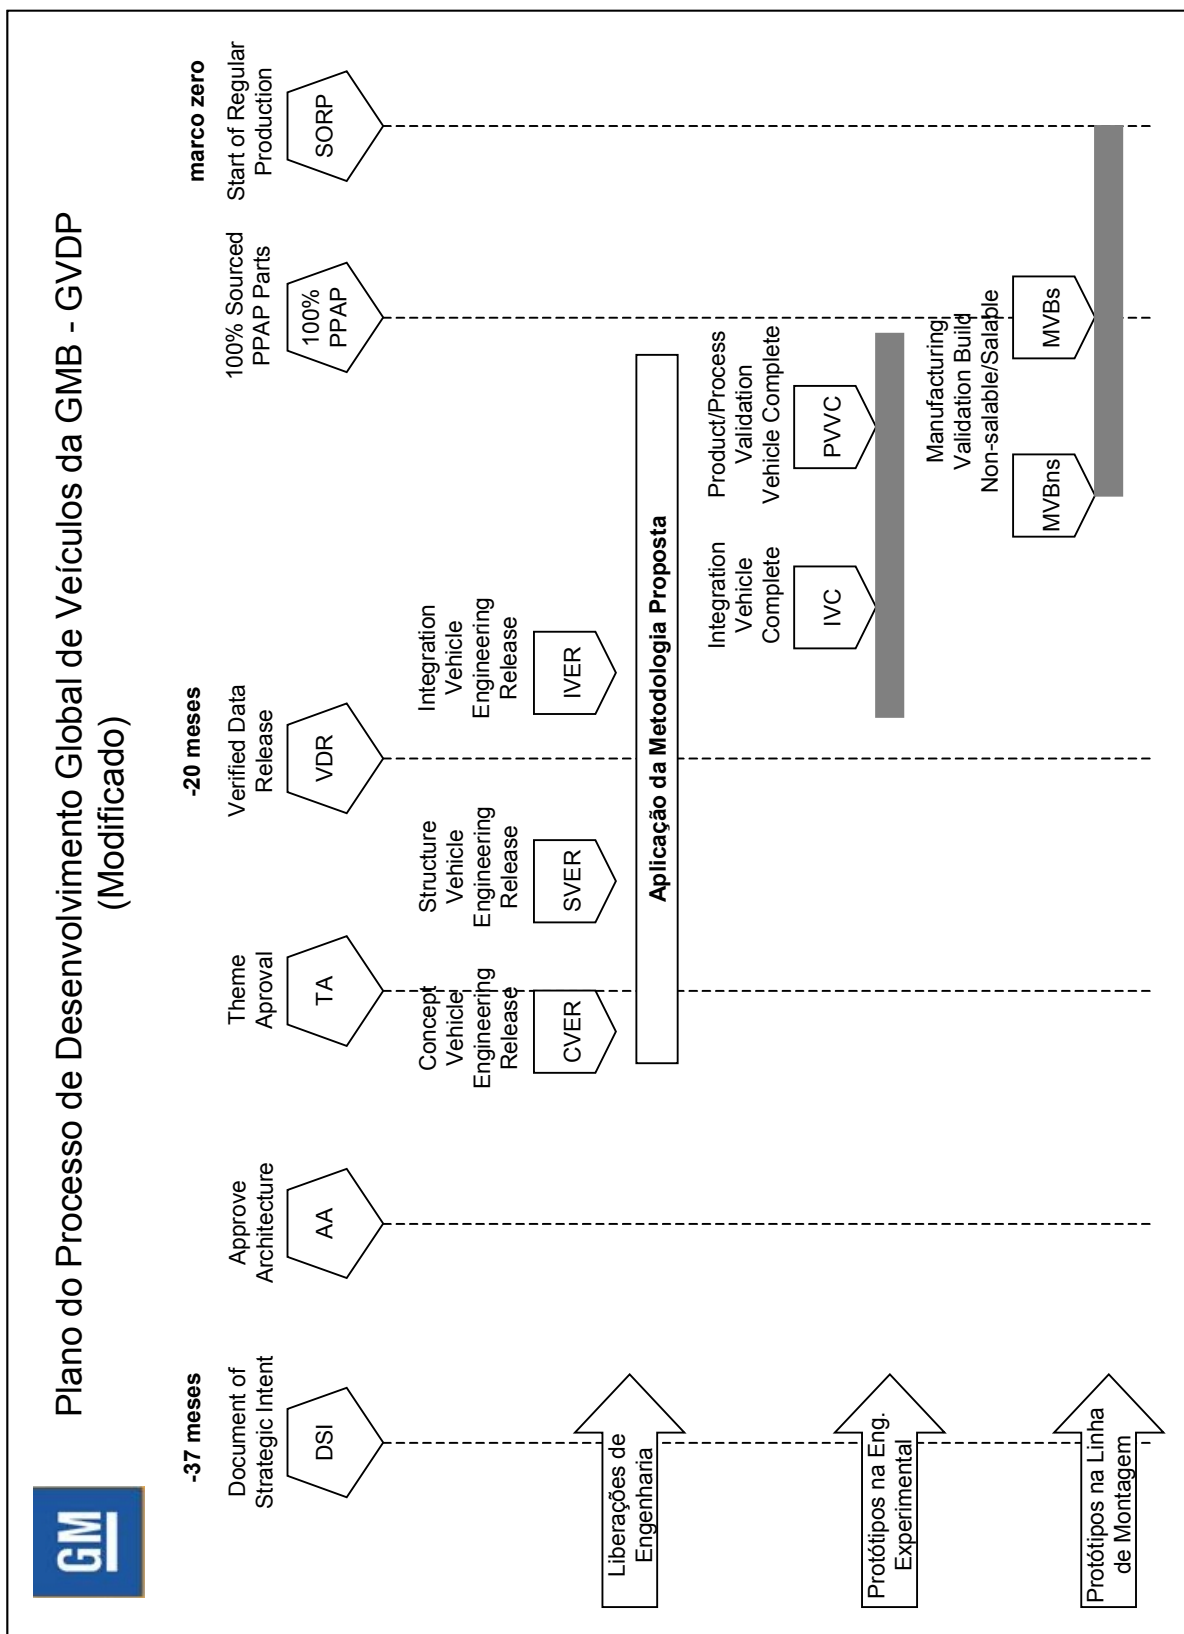 GM
Plano do Processo de Desenvolvimento Global de Veículos da GMB - GVDP
(Modificado)
-37 meses
-20 meses
marco zero
Document of
Strategic Intent
Approve
Architecture
Theme
Aproval
Verified Data
Release
100% Sourced
PPAP Parts
Start of Regular
Production
DSI
AA
TA
VDR
100%
PPAP
SORP
Concept
Vehicle
Engineering
Release
Structure
Vehicle
Engineering
Release
Integration
Vehicle
Engineering
Release
Liberações de
Engenharia
CVER
SVER
IVER
Aplicação da Metodologia Proposta
Integration
Vehicle
Complete
Product/Process
Validation
Vehicle Complete
Protótipos na Eng.
Experimental
IVC
PVVC
Manufacturing
Validation Build
Non-salable/Salable
Protótipos na Linha
de Montagem
MVBns
MVBs